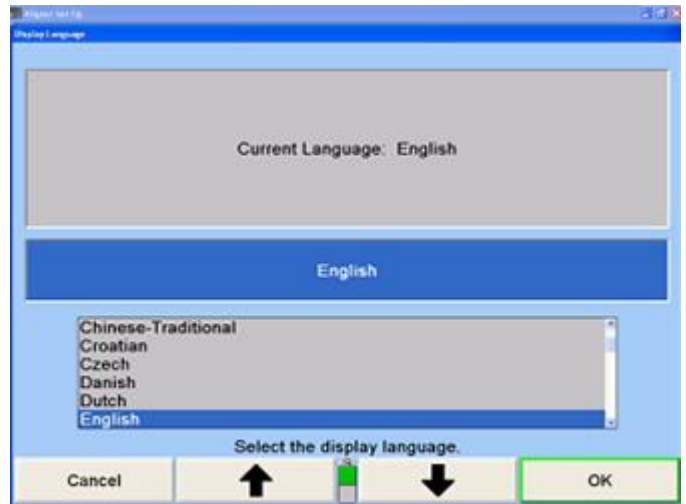 Aligner Set Up
Display Language
Current Language: English
English
Chinese-Traditional
Croatian
Czech
Danish
Dutch
English
Select the display language.
Cancel
OK